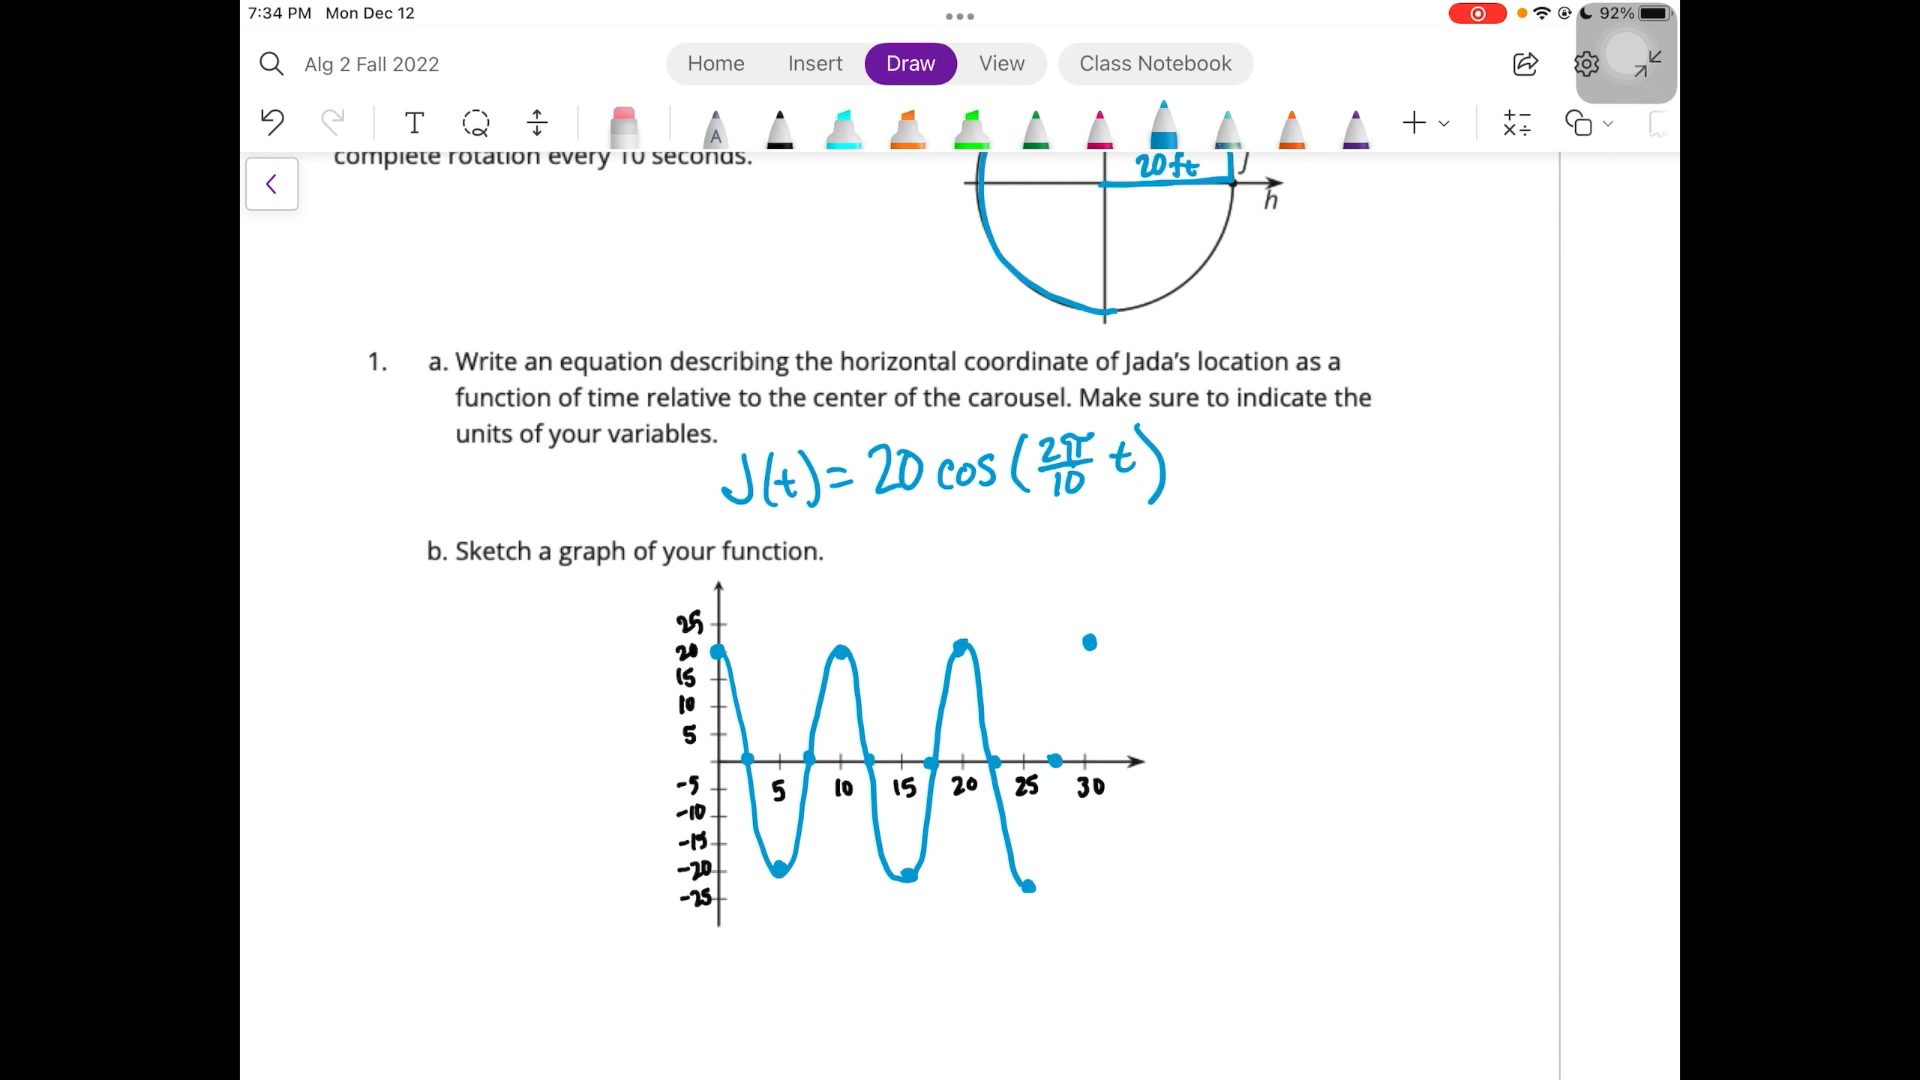 7:34 PM Mon Dec 12
92%
Alg 2 Fall 2022
Home Insert Draw View Class Notebook
T
A
complete rotation every 10 seconds.
20ft
J
h
1. a. Write an equation describing the horizontal coordinate of Jada's location as a
function of time relative to the center of the carousel. Make sure to indicate the
units of your variables.
J(t) = 20 cos (2π/10 t)
b. Sketch a graph of your function.
25
20
15
10
5
-5
-10
-15
-20
-25
5 10 15 20 25 30